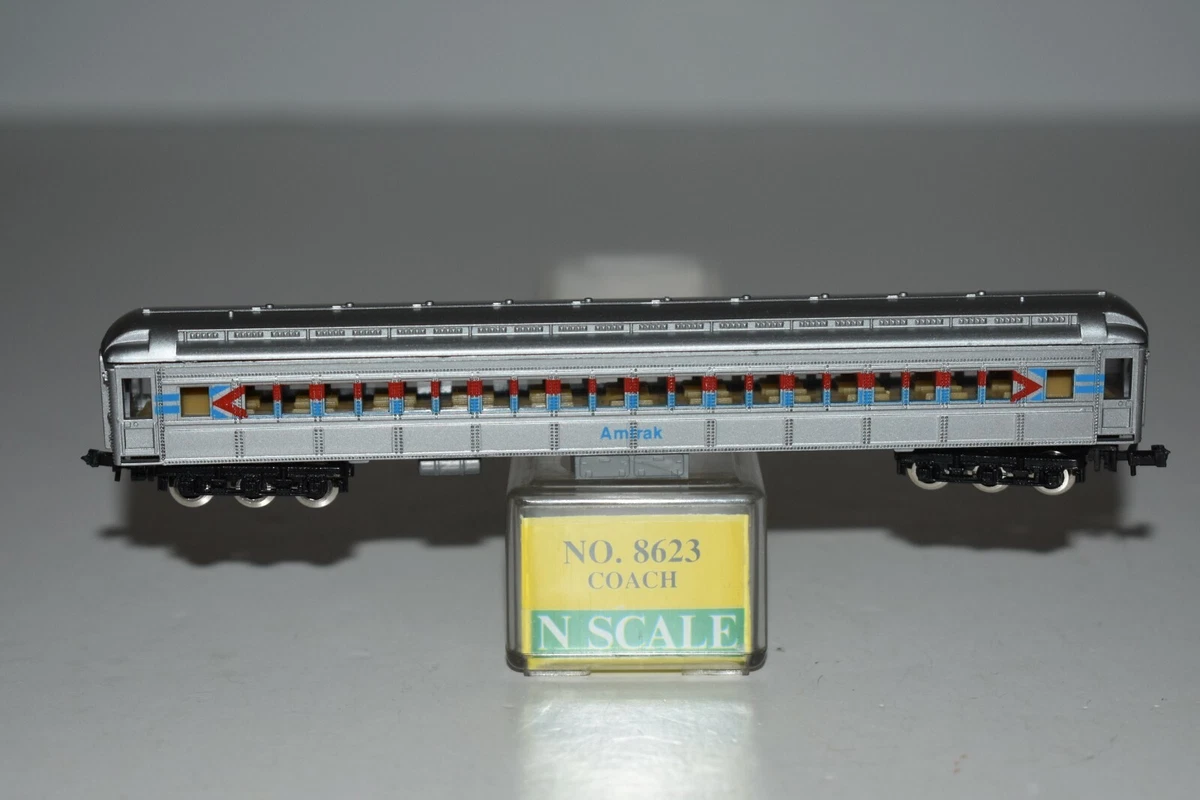 Amtrak
NO. 8623
COACH
N SCALE